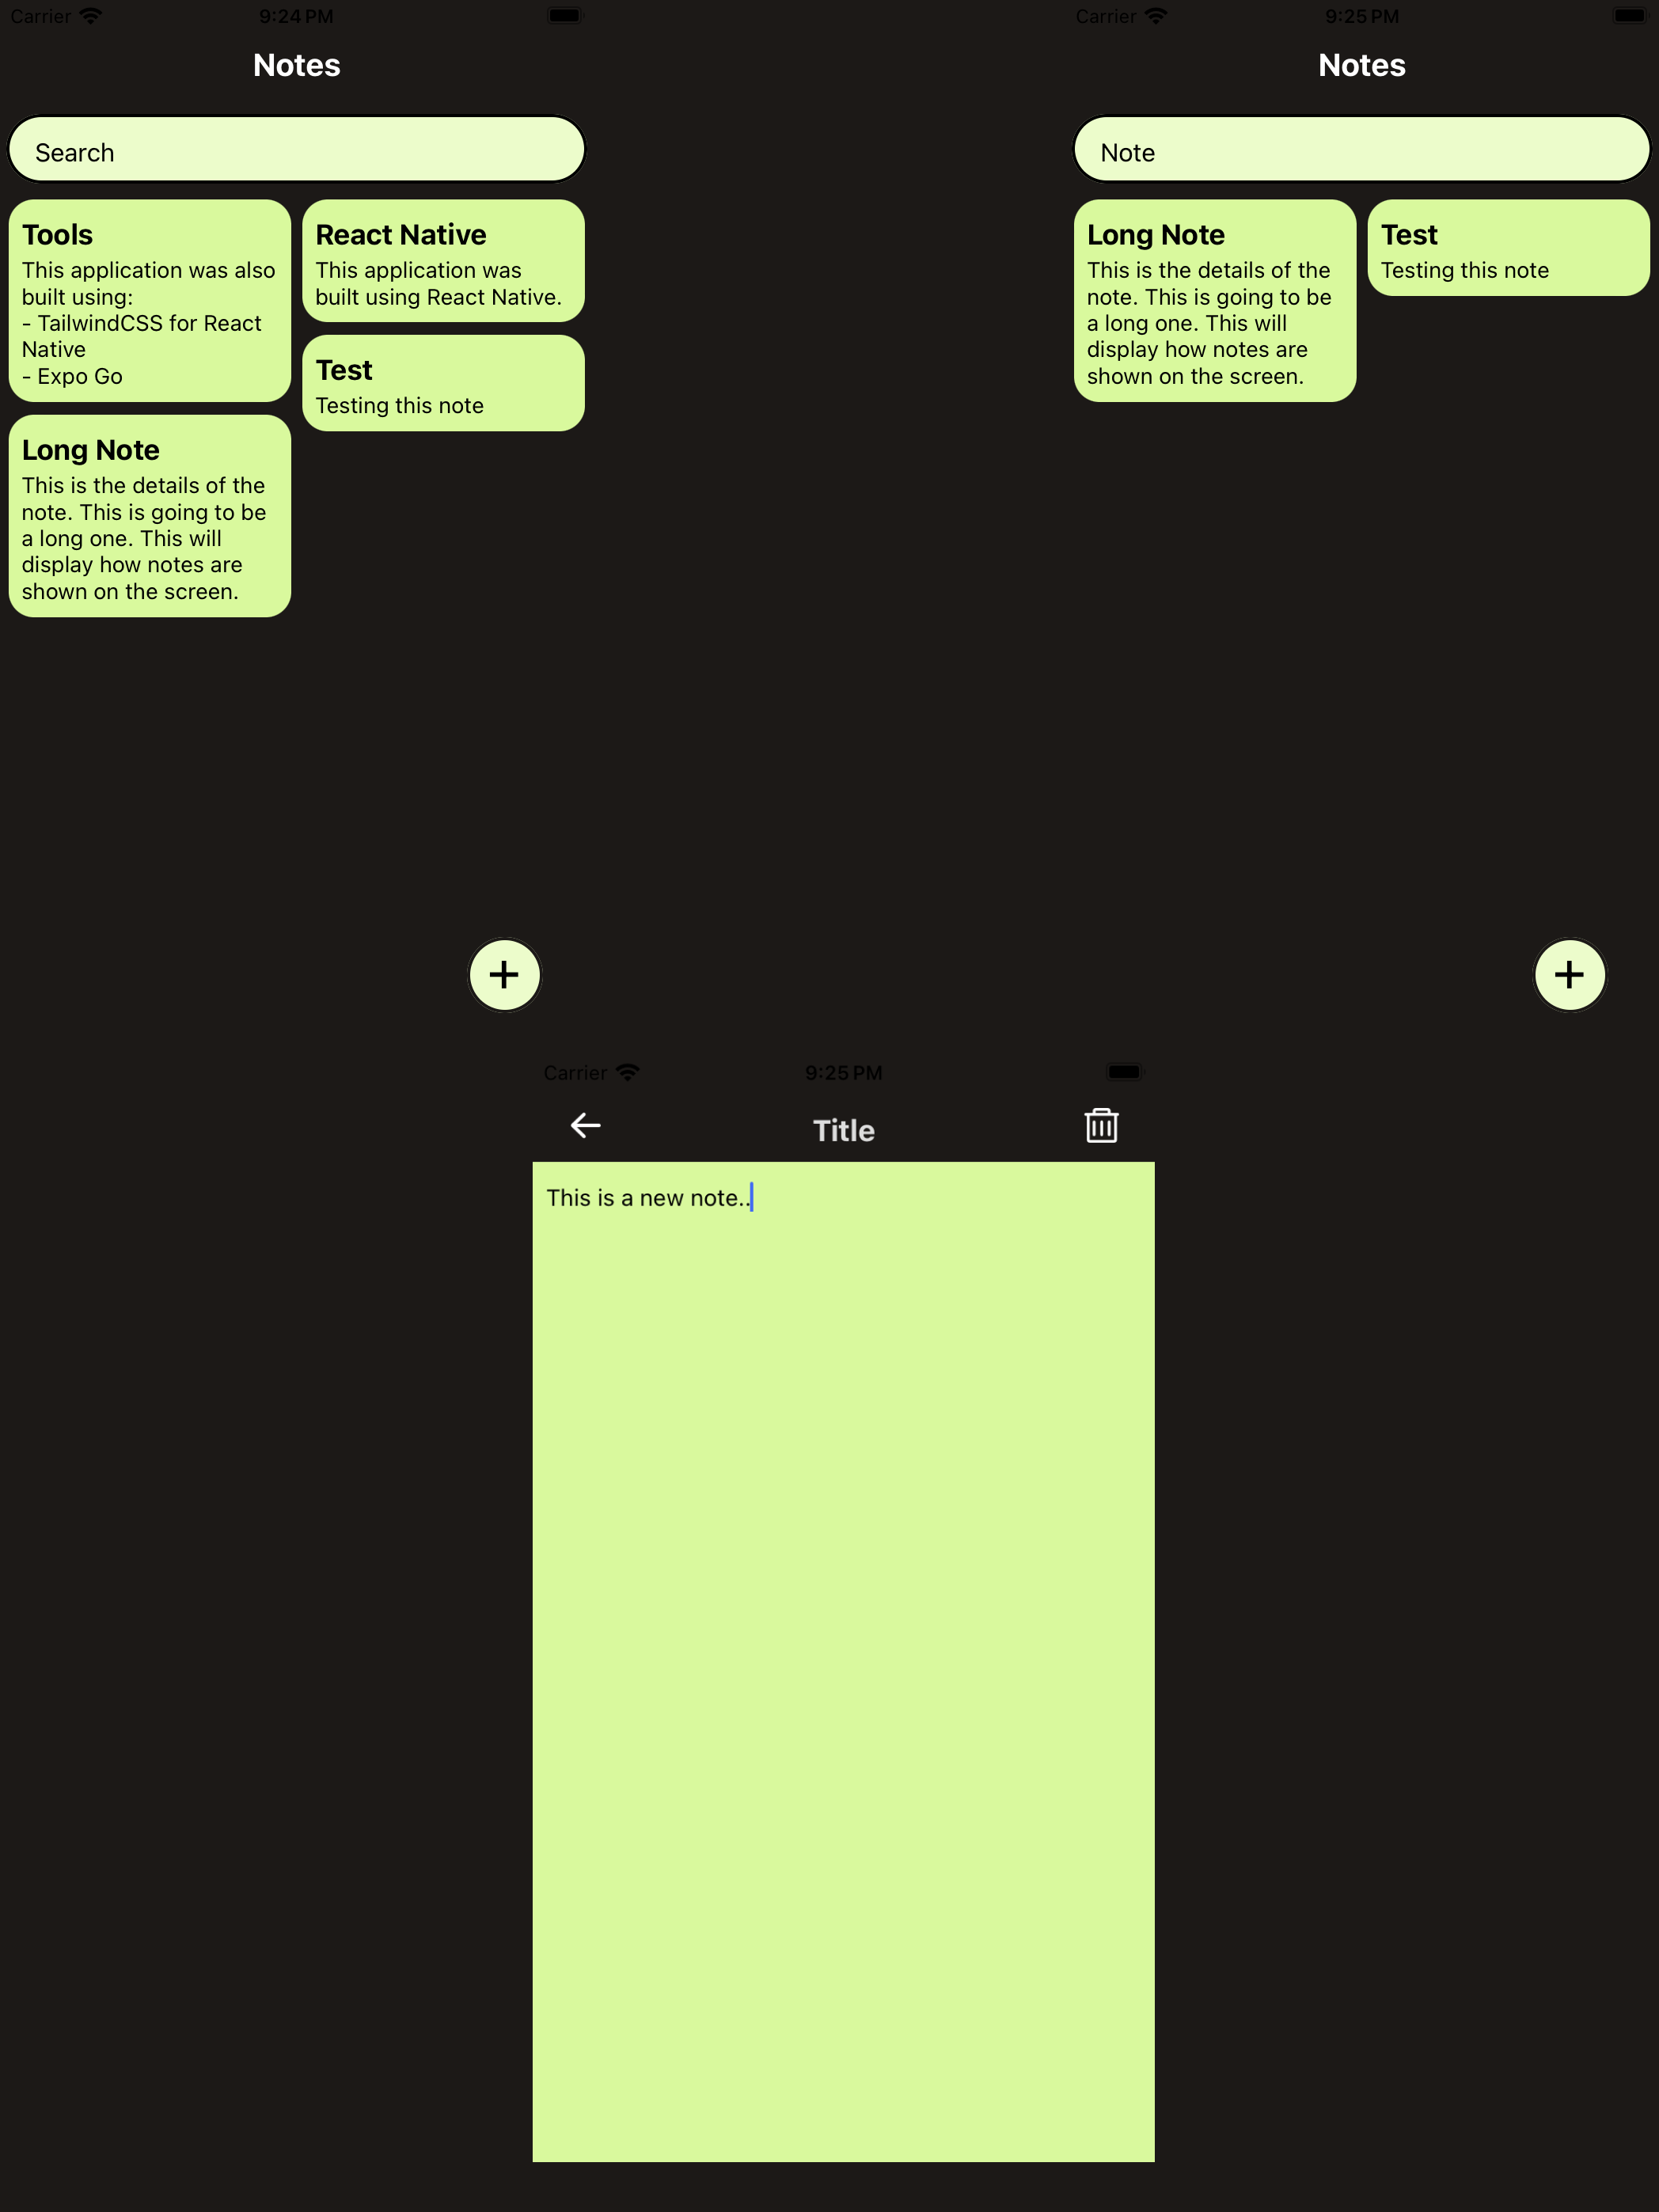 Carrier
9:24 PM
Notes
Search
Tools
This application was also
built using:
- TailwindCSS for React
Native
- Expo Go
Long Note
This is the details of the
note. This is going to be
a long one. This will
display how notes are
shown on the screen.
React Native
This application was
built using React Native.
Test
Testing this note
+
Carrier
9:25 PM
Notes
Note
Long Note
This is the details of the
note. This is going to be
a long one. This will
display how notes are
shown on the screen.
Test
Testing this note
+
Carrier
9:25 PM
Title
This is a new note..